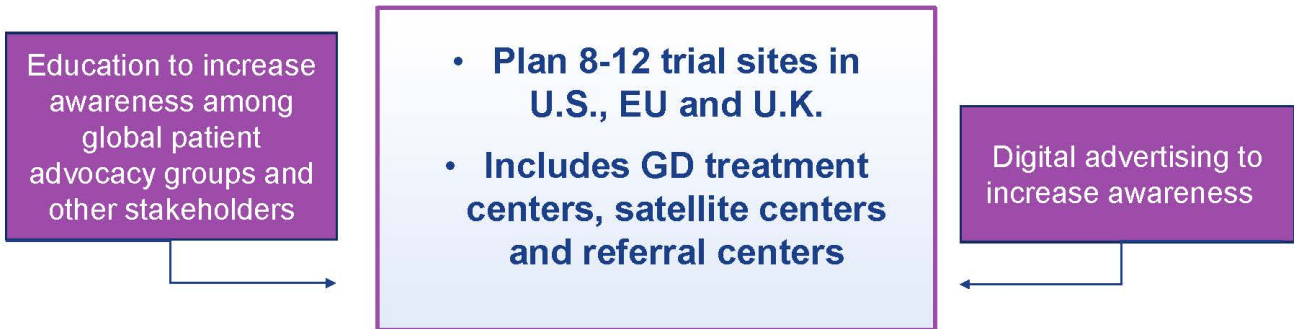 Education to increase
awareness among
global patient
advocacy groups and
other stakeholders
• Plan 8-12 trial sites in
U.S., EU and U.K.
• Includes GD treatment
centers, satellite centers
and referral centers
Digital advertising to
increase awareness